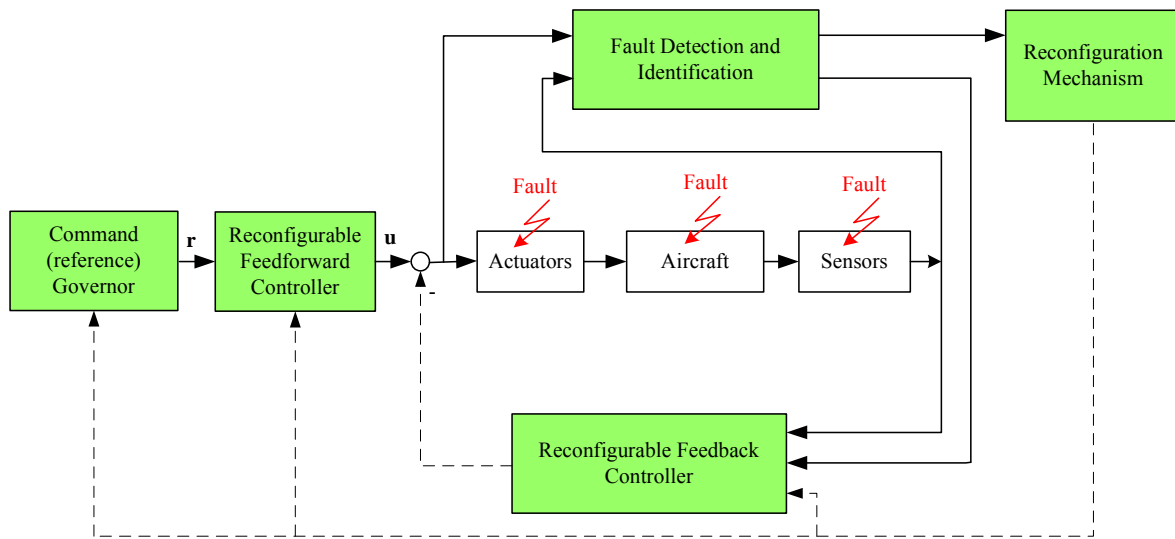 Fault Detection and
Identification
Reconfiguration
Mechanism
Fault
Fault
Fault
Command
(reference)
Governor
r
Reconfigurable
Feedforward
Controller
u
-
Actuators
Aircraft
Sensors
Reconfigurable Feedback
Controller